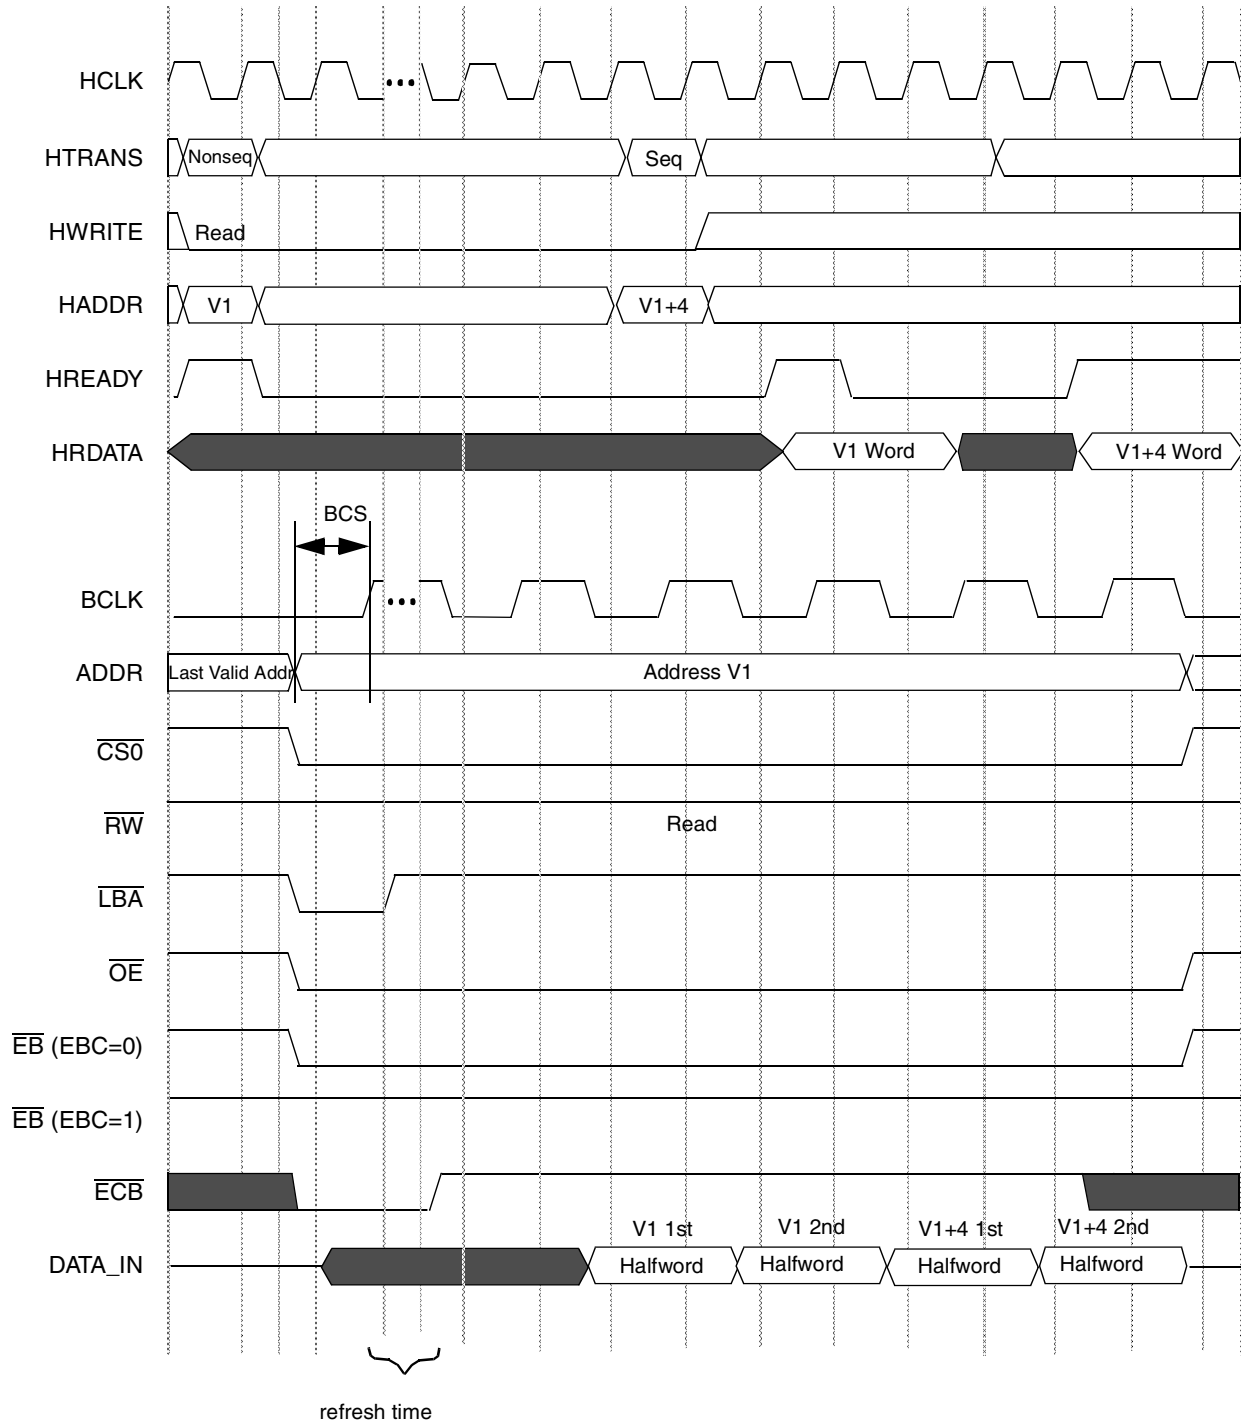 HCLK
HTRANS Nonseq Seq
HWRITE Read
HADDR V1 V1+4
HREADY
HRDATA V1 Word V1+4 Word
BCS
BCLK
ADDR Last Valid Addr Address V1
CS0
RW Read
LBA
OE
EB (EBC=0)
EB (EBC=1)
ECB
V1 1st V1 2nd V1+4 1st V1+4 2nd
DATA_IN Halfword Halfword Halfword Halfword
refresh time